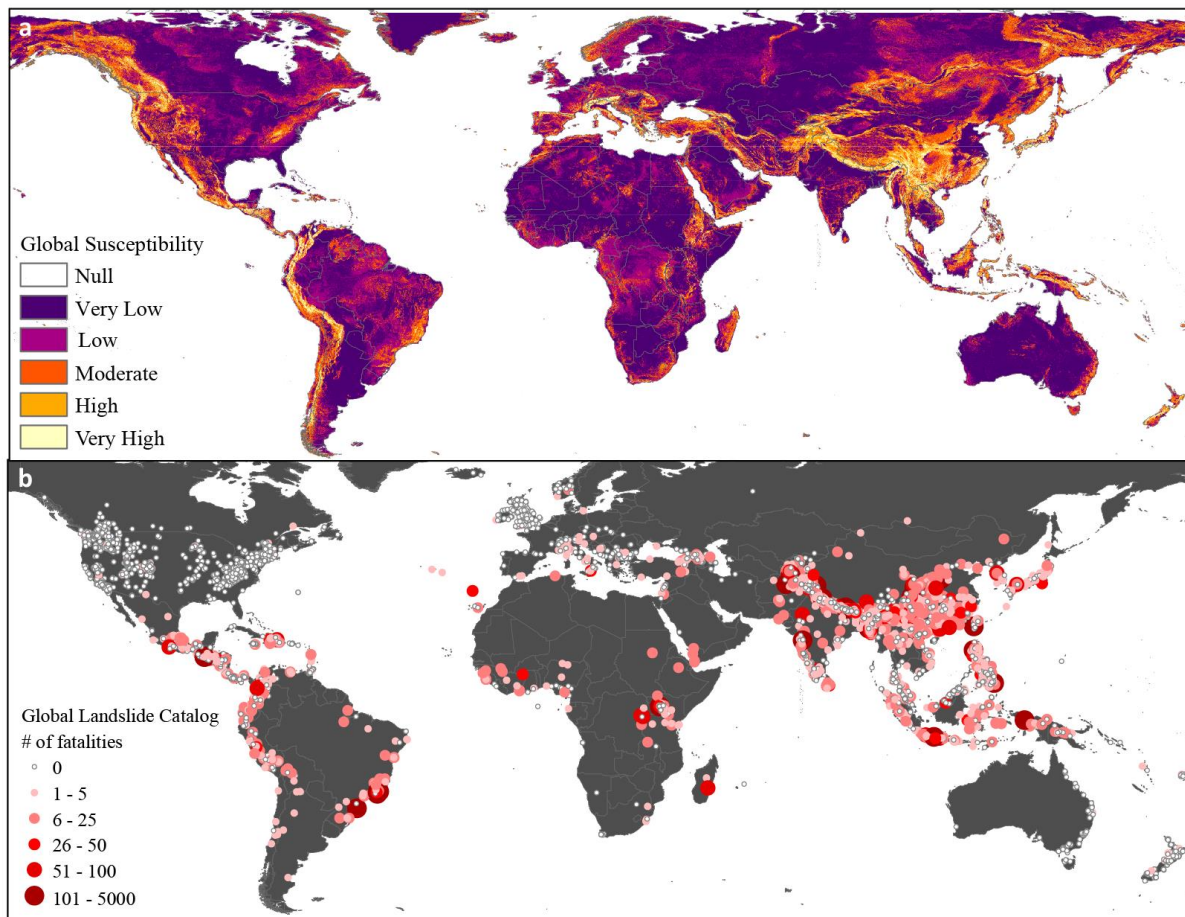 a
Global Susceptibility
Null
Very Low
Low
Moderate
High
Very High
b
Global Landslide Catalog
# of fatalities
0
1 - 5
6 - 25
26 - 50
51 - 100
101 - 5000